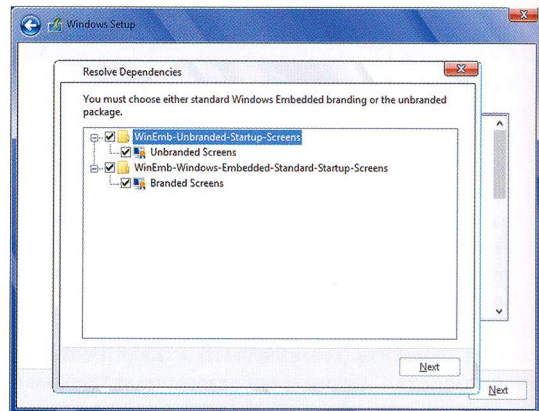 Windows Setup
Resolve Dependencies
You must choose either standard Windows Embedded branding or the unbranded
package.
WinEmb-Unbranded-Startup-Screens
Unbranded Screens
WinEmb-Windows-Embedded-Standard-Startup-Screens
Branded Screens
Next
Next